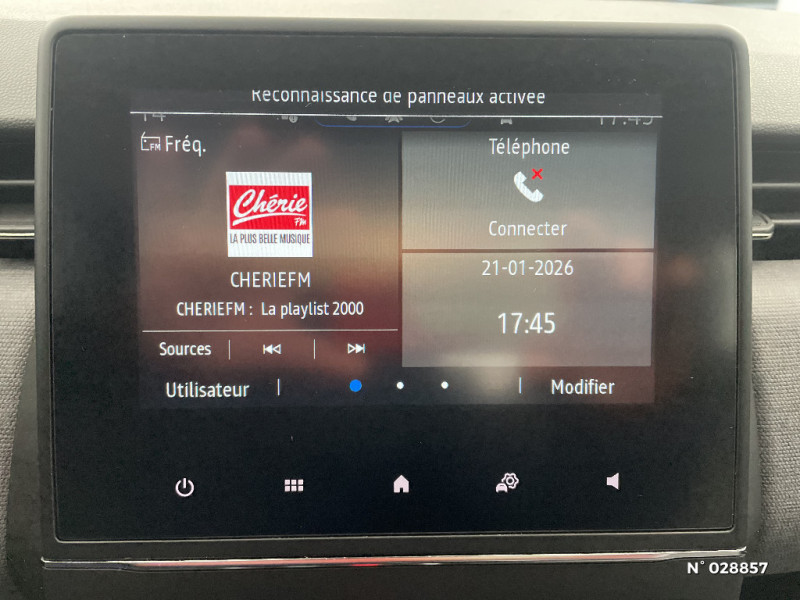 Reconnaissance de panneaux activée
FM Fréq.
Téléphone
Chérie
FM
LA PLUS BELLE MUSIQUE
Connecter
CHERIEFM
21-01-2026
CHERIEFM : La playlist 2000
17:45
Sources
Utilisateur
Modifier
N° 028857